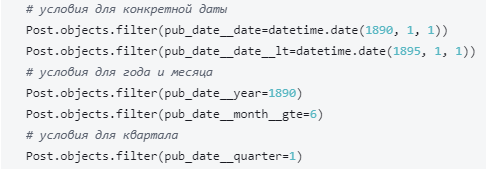 # условия для конкретной даты
Post.objects.filter(pub_date__date=datetime.date(1890, 1, 1))
Post.objects.filter(pub_date__date__lt=datetime.date(1895, 1, 1))
# условия для года и месяца
Post.objects.filter(pub_date__year=1890)
Post.objects.filter(pub_date__month__gte=6)
# условия для квартала
Post.objects.filter(pub_date__quarter=1)